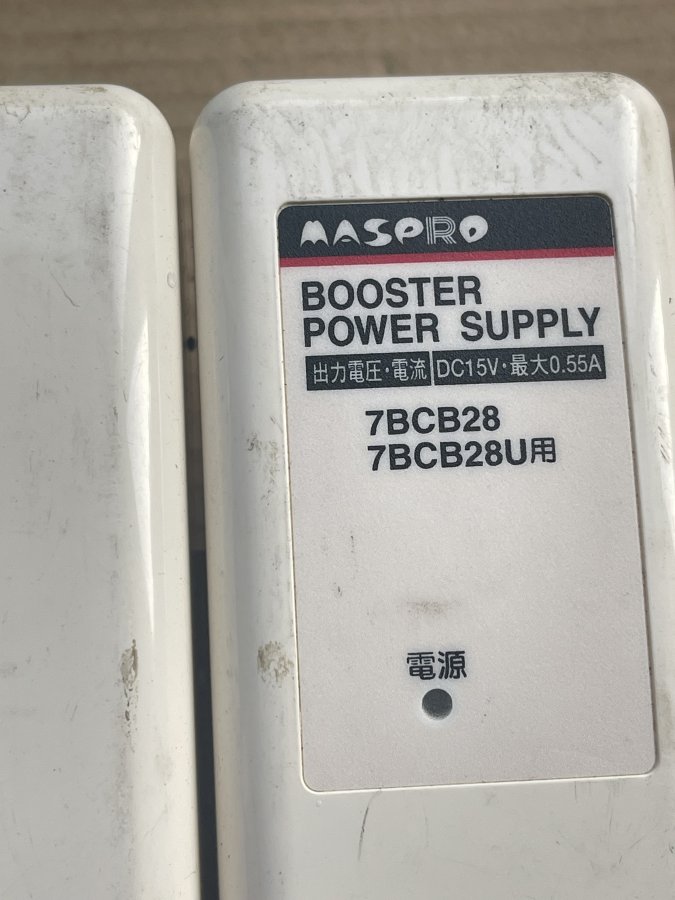 MASPRO
BOOSTER
POWER SUPPLY
出力電圧・電流 DC15V・最大0.55A
7BCB28
7BCB28U用
電源